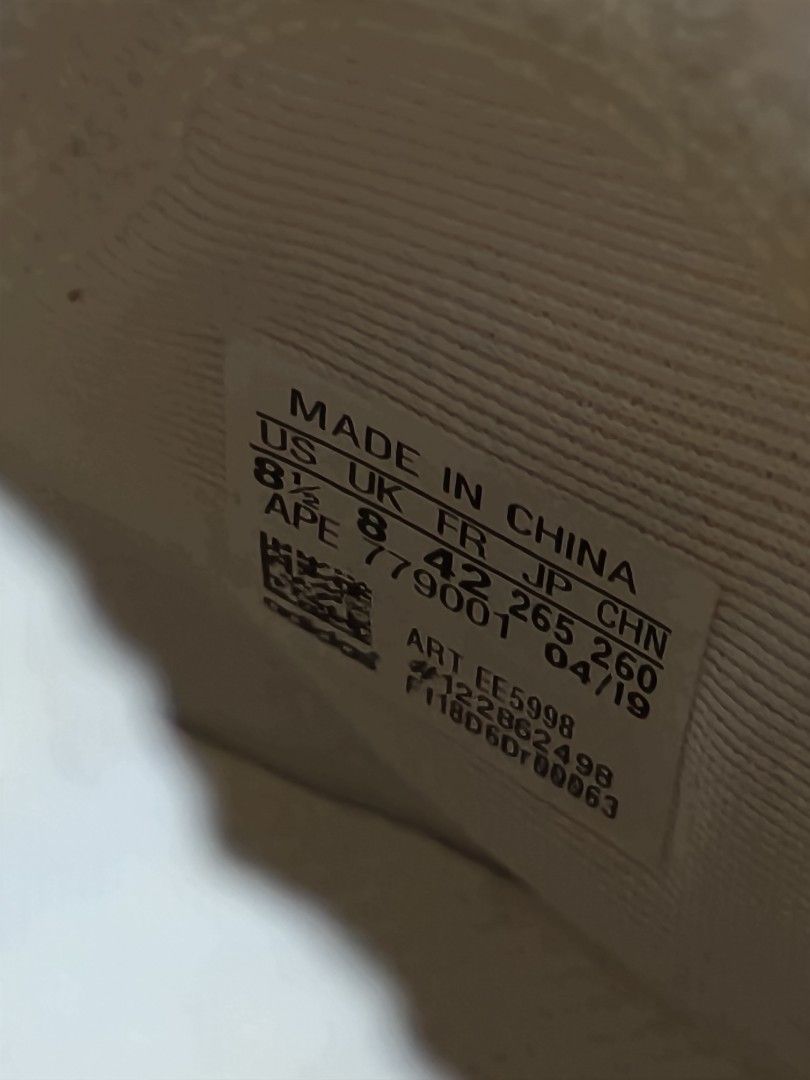 MADE IN CHINA
US UK FR JP CHN
8½ 8 42 265 260
APE 779001 04/19
ART EE5998
#122862498
F118D6Dr00063